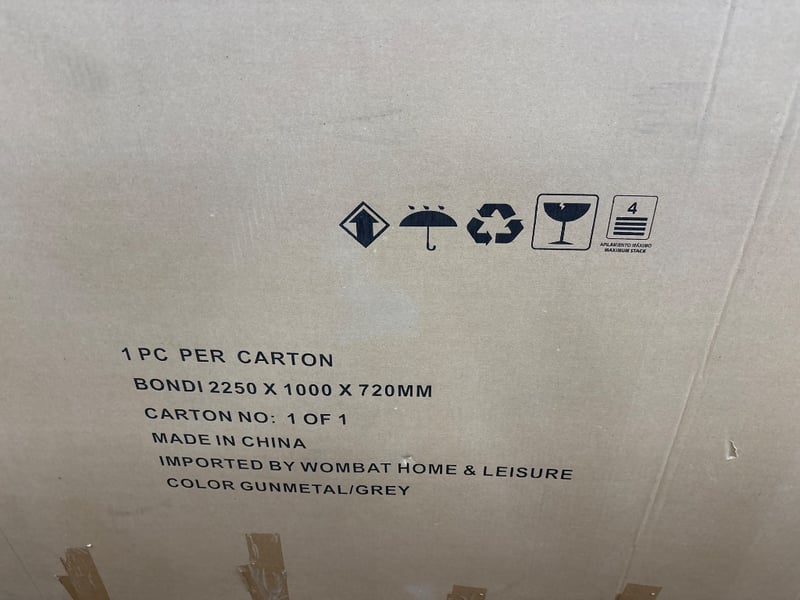 4
APILAMIENTO MÁXIMO
MAXIMUM STACK
1 PC PER CARTON
BONDI 2250 X 1000 X 720MM
CARTON NO: 1 OF 1
MADE IN CHINA
IMPORTED BY WOMBAT HOME & LEISURE
COLOR GUNMETAL/GREY